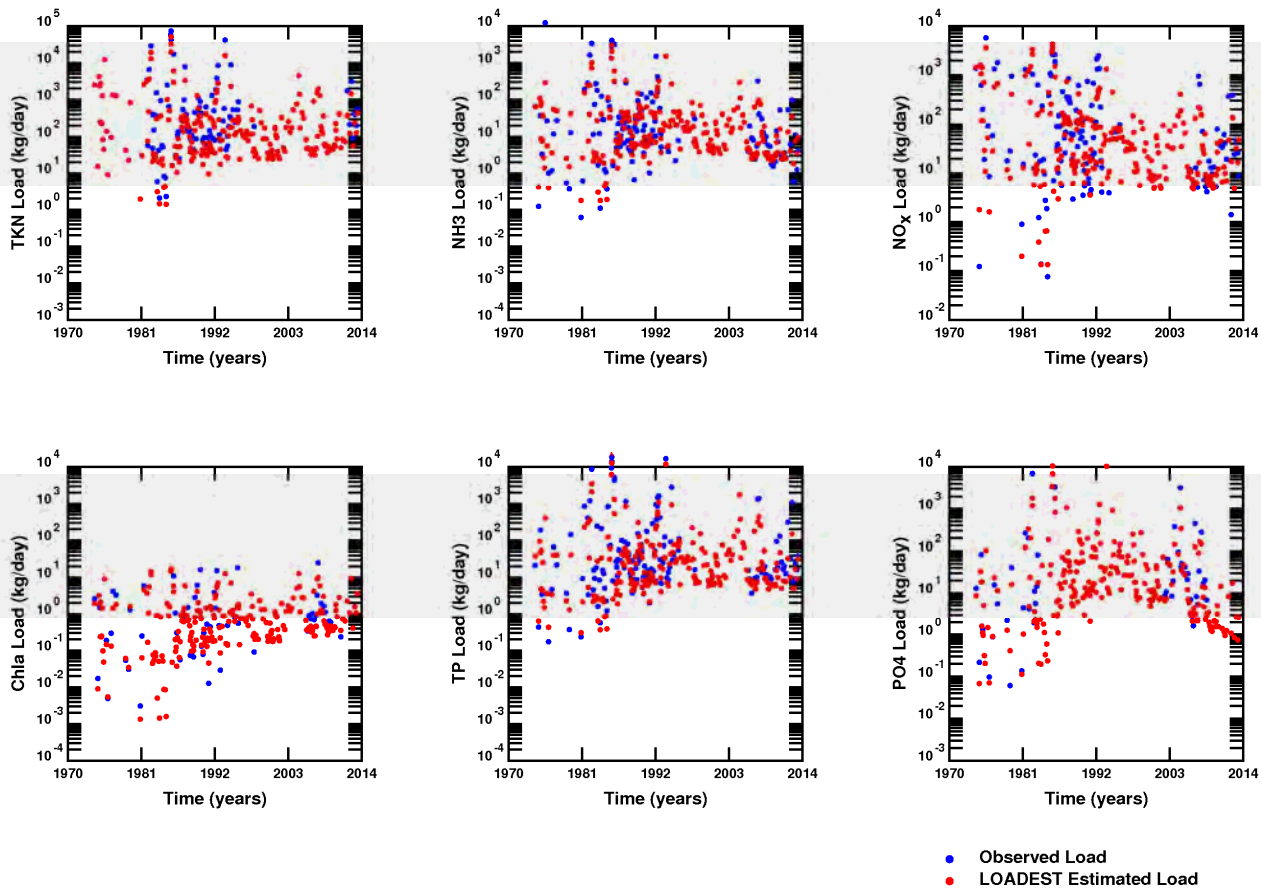 10^5
10^4
10^3
10^2
10^1
10^0
10^-1
10^-2
10^-3
TKN Load (kg/day)
1970 1981 1992 2003 2014
Time (years)
10^4
10^3
10^2
10^1
10^0
10^-1
10^-2
10^-3
10^-4
NH3 Load (kg/day)
1970 1981 1992 2003 2014
Time (years)
10^4
10^3
10^2
10^1
10^0
10^-1
10^-2
NOX Load (kg/day)
1970 1981 1992 2003 2014
Time (years)
10^4
10^3
10^2
10^1
10^0
10^-1
10^-2
10^-3
10^-4
Chla Load (kg/day)
1970 1981 1992 2003 2014
Time (years)
10^4
10^3
10^2
10^1
10^0
10^-1
10^-2
10^-3
10^-4
TP Load (kg/day)
1970 1981 1992 2003 2014
Time (years)
10^4
10^3
10^2
10^1
10^0
10^-1
10^-2
10^-3
PO4 Load (kg/day)
1970 1981 1992 2003 2014
Time (years)
Observed Load
LOADEST Estimated Load